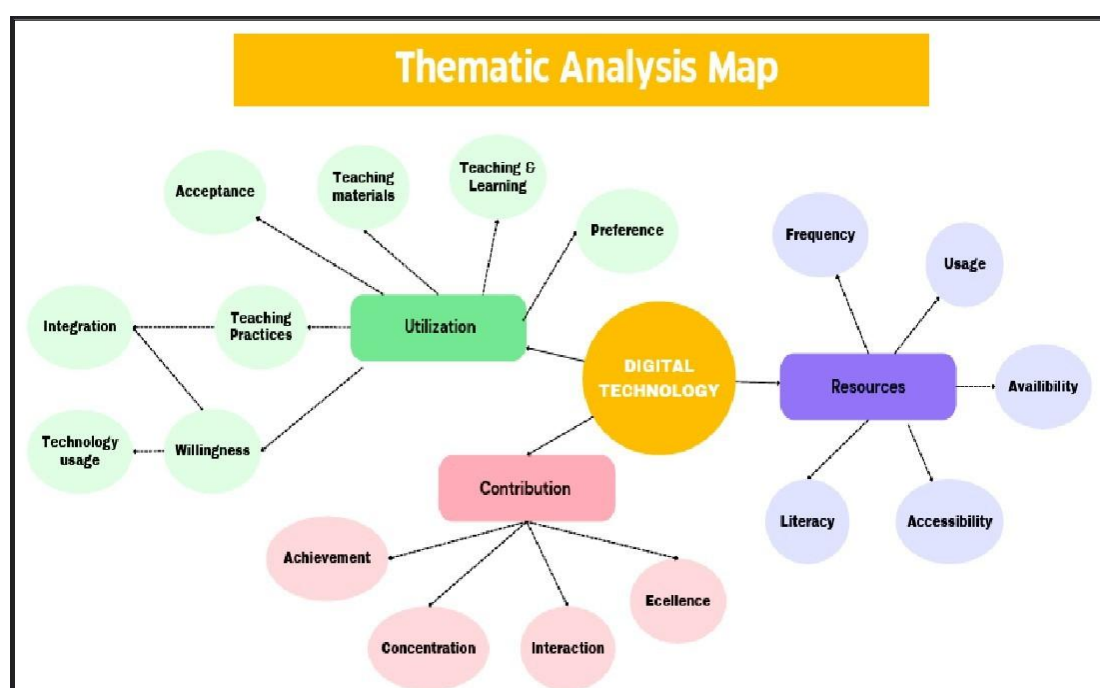 Thematic Analysis Map
Acceptance
Teaching
materials
Teaching &
Learning
Preference
Frequency
Usage
Integration
Teaching
Practices
Utilization
DIGITAL
TECHNOLOGY
Resources
Availibility
Technology
usage
Willingness
Contribution
Literacy
Accessibility
Achievement
Ecellence
Concentration
Interaction